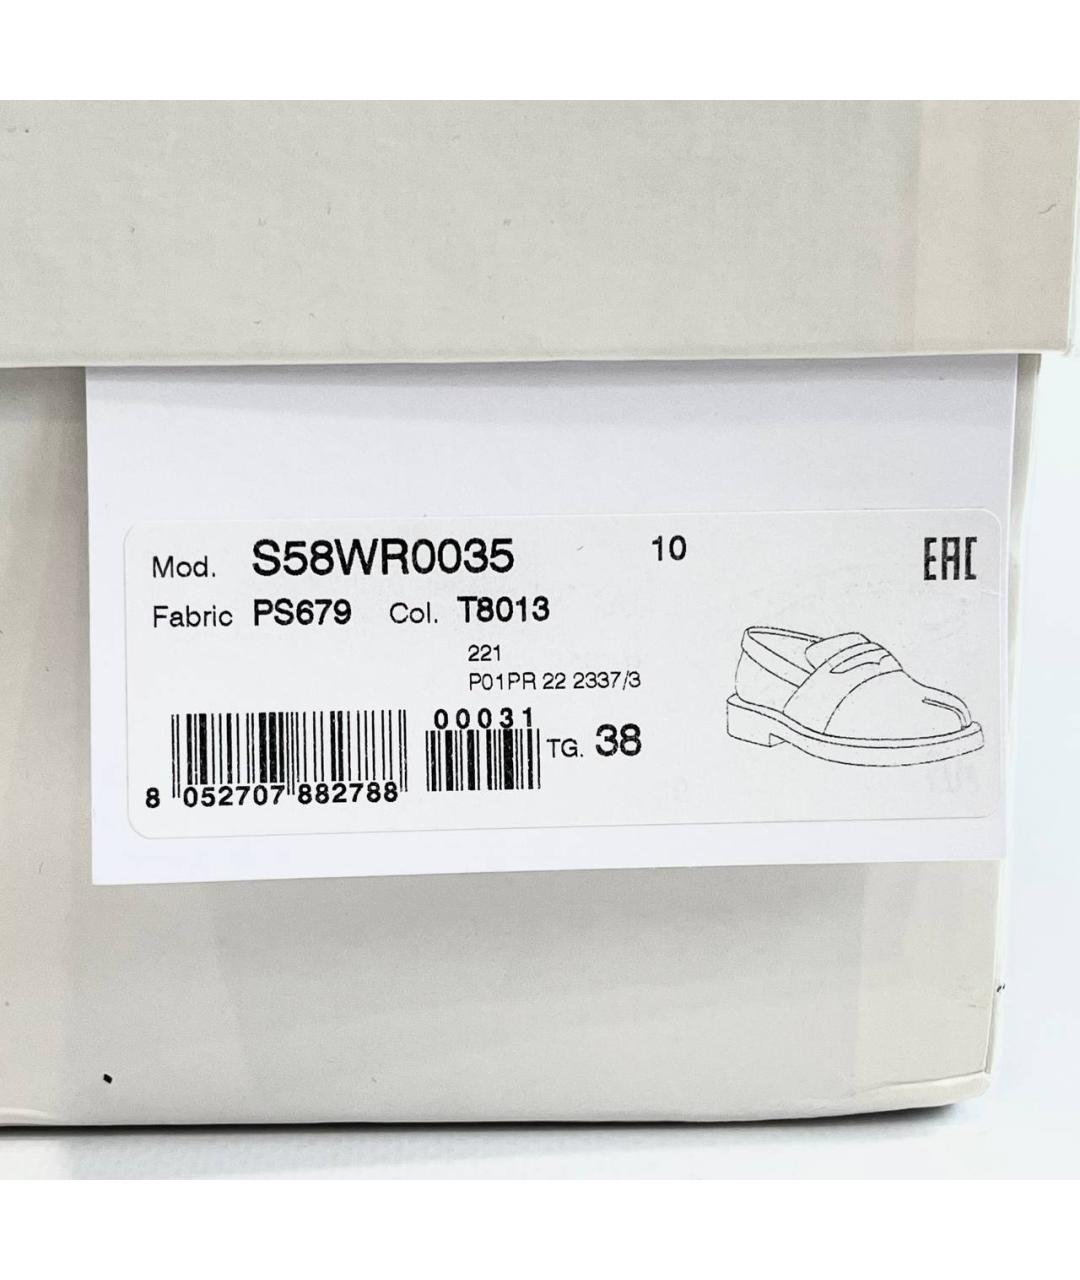 Mod. S58WR0035 10 EAC
Fabric PS679 Col. T8013
221
P01PR 22 2337/3
00031
TG. 38
8 052707 882788